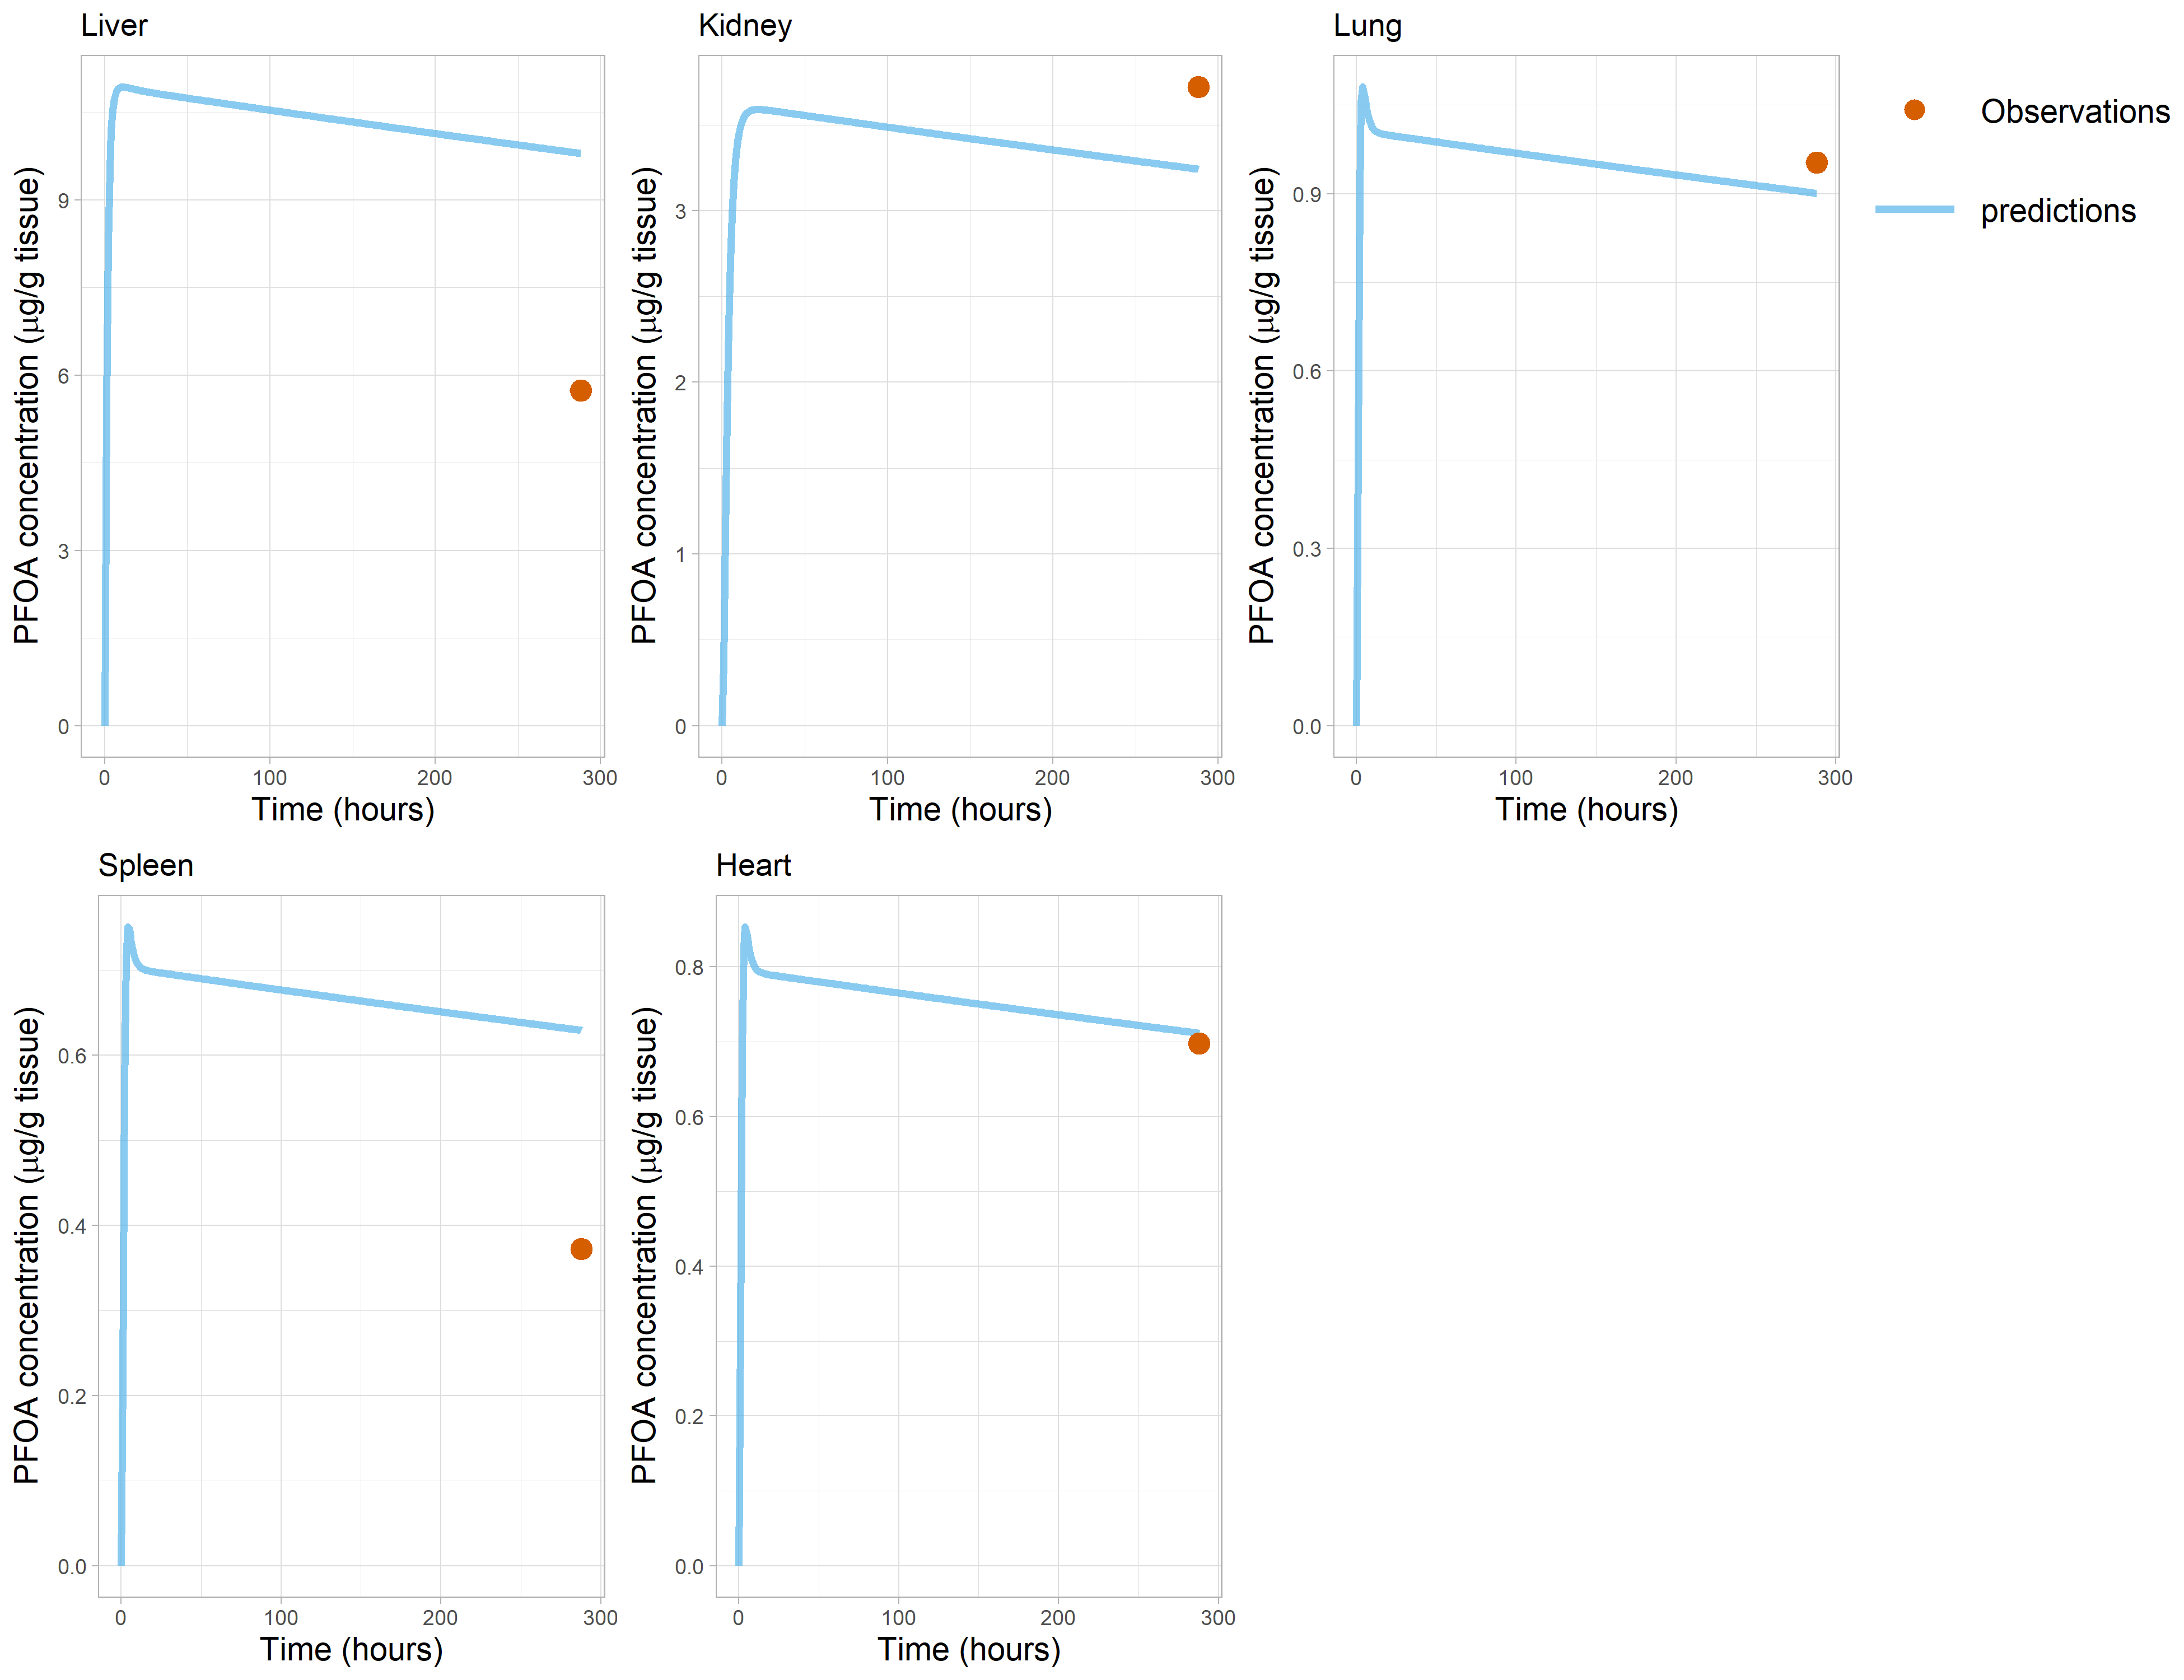 Liver
PFOA concentration (μg/g tissue)
9
6
3
0
0 100 200 300
Time (hours)
Kidney
PFOA concentration (μg/g tissue)
3
2
1
0
0 100 200 300
Time (hours)
Lung
PFOA concentration (μg/g tissue)
0.9
0.6
0.3
0.0
0 100 200 300
Time (hours)
Observations
predictions
Spleen
PFOA concentration (μg/g tissue)
0.6
0.4
0.2
0.0
0 100 200 300
Time (hours)
Heart
PFOA concentration (μg/g tissue)
0.8
0.6
0.4
0.2
0.0
0 100 200 300
Time (hours)